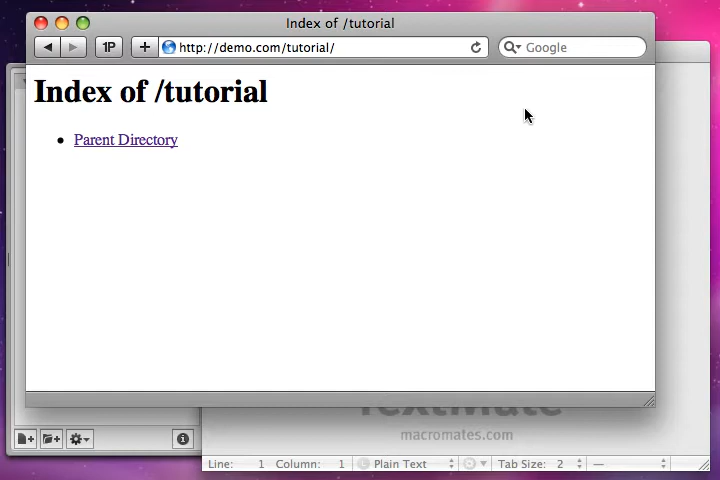 Index of /tutorial
1P
http://demo.com/tutorial/
Google
Index of /tutorial
Parent Directory
TextMate
macromates.com
Line: 1 Column: 1
Plain Text
Tab Size: 2